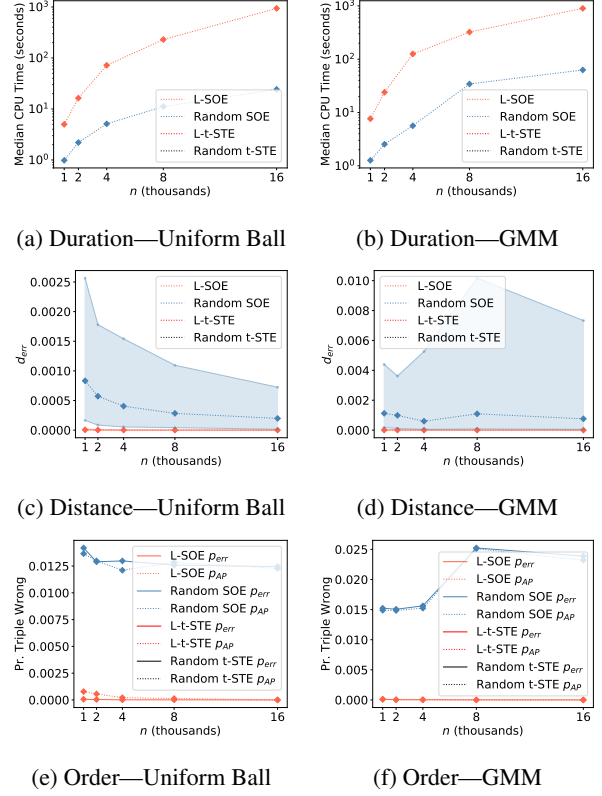 10³
10²
10¹
10⁰
Median CPU Time (seconds)
L-SOE
Random SOE
L-t-STE
Random t-STE
1 2 4 8 16
n (thousands)
(a) Duration—Uniform Ball
10³
10²
10¹
10⁰
Median CPU Time (seconds)
L-SOE
Random SOE
L-t-STE
Random t-STE
1 2 4 8 16
n (thousands)
(b) Duration—GMM
0.0025
0.0020
0.0015
0.0010
0.0005
0.0000
d_err
L-SOE
Random SOE
L-t-STE
Random t-STE
1 2 4 8 16
n (thousands)
(c) Distance—Uniform Ball
0.010
0.008
0.006
0.004
0.002
0.000
d_err
L-SOE
Random SOE
L-t-STE
Random t-STE
1 2 4 8 16
n (thousands)
(d) Distance—GMM
0.0125
0.0100
0.0075
0.0050
0.0025
0.0000
Pr. Triple Wrong
L-SOE p_err
L-SOE p_AP
Random SOE p_err
Random SOE p_AP
L-t-STE p_err
L-t-STE p_AP
Random t-STE p_err
Random t-STE p_AP
1 2 4 8 16
n (thousands)
(e) Order—Uniform Ball
0.025
0.020
0.015
0.010
0.005
0.000
Pr. Triple Wrong
L-SOE p_err
L-SOE p_AP
Random SOE p_err
Random SOE p_AP
L-t-STE p_err
L-t-STE p_AP
Random t-STE p_err
Random t-STE p_AP
1 2 4 8 16
n (thousands)
(f) Order—GMM